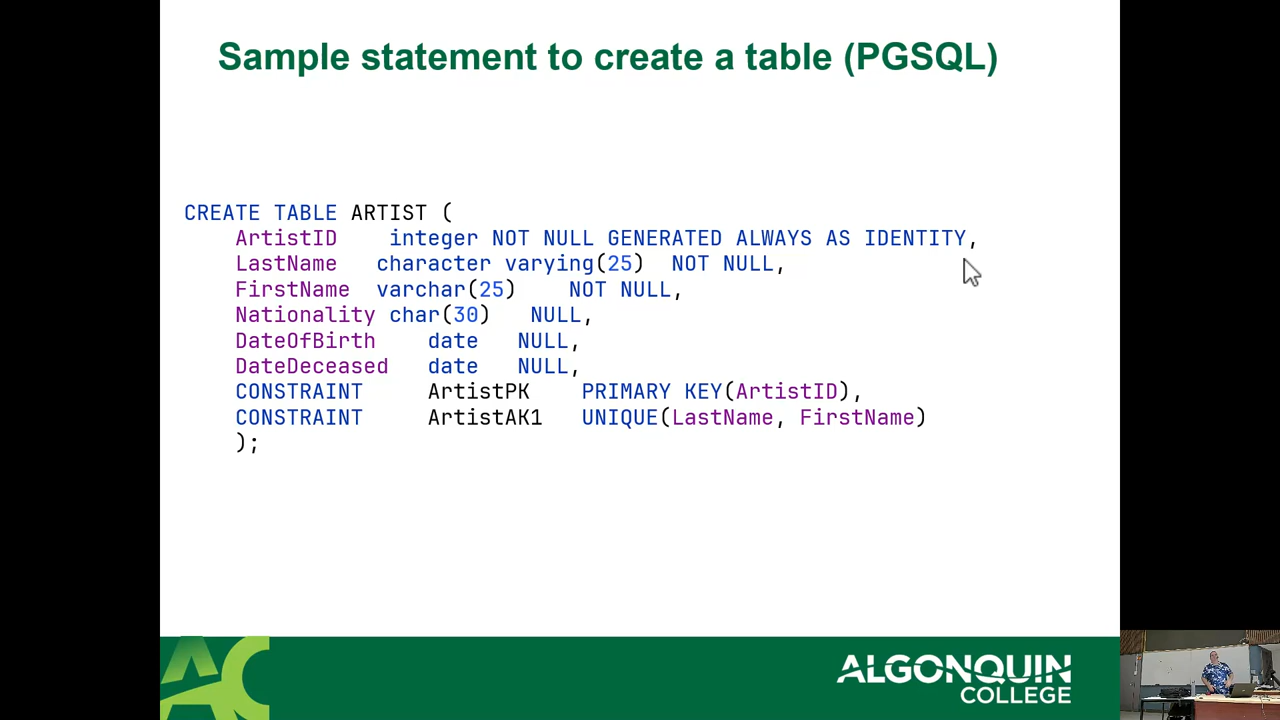 Sample statement to create a table (PGSQL)
CREATE TABLE ARTIST (
ArtistID integer NOT NULL GENERATED ALWAYS AS IDENTITY,
LastName character varying(25) NOT NULL,
FirstName varchar(25) NOT NULL,
Nationality char(30) NULL,
DateOfBirth date NULL,
DateDeceased date NULL,
CONSTRAINT ArtistPK PRIMARY KEY(ArtistID),
CONSTRAINT ArtistAK1 UNIQUE(LastName, FirstName)
);
AC
ALGONQUIN
COLLEGE